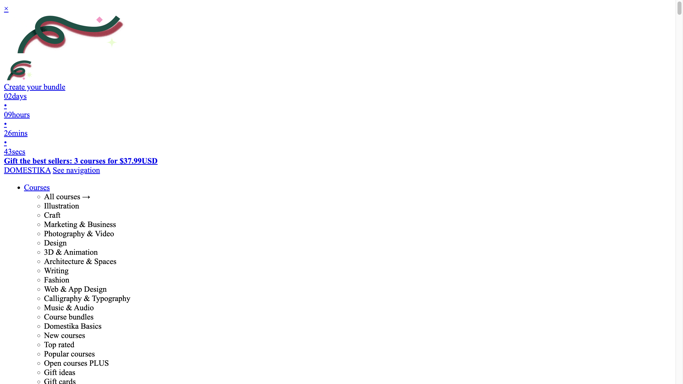 ×
Create your bundle
02days
•
09hours
•
26mins
•
43secs
Gift the best sellers: 3 courses for $37.99USD
DOMESTIKA See navigation
• Courses
All courses →
Illustration
Craft
Marketing & Business
Photography & Video
Design
3D & Animation
Architecture & Spaces
Writing
Fashion
Web & App Design
Calligraphy & Typography
Music & Audio
Course bundles
Domestika Basics
New courses
Top rated
Popular courses
Open courses PLUS
Gift ideas
Gift cards